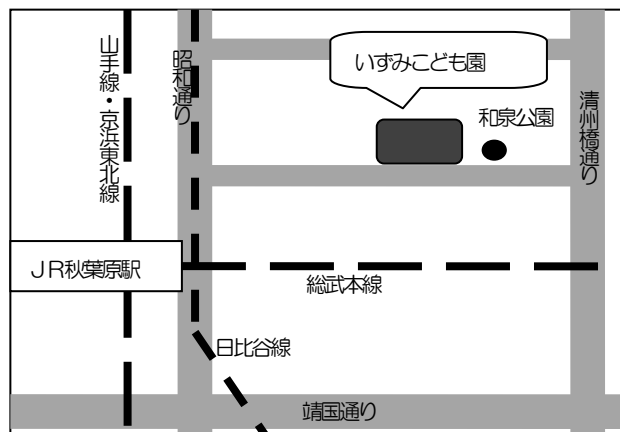 山手線・京浜東北線
昭和通り
いずみこども園
和泉公園
清州橋通り
ＪＲ秋葉原駅
総武本線
日比谷線
靖国通り